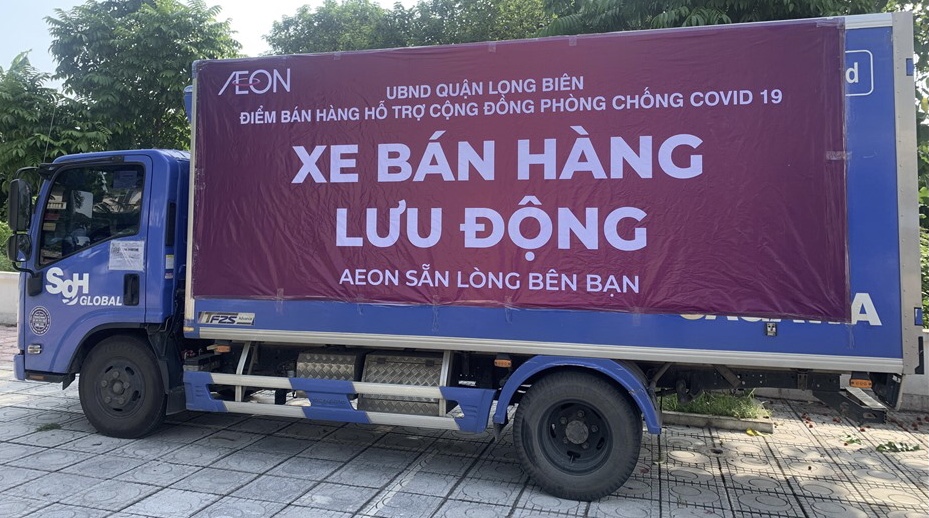 AEON
UBND QUẬN LONG BIÊN
ĐIỂM BÁN HÀNG HỖ TRỢ CỘNG ĐỒNG PHÒNG CHỐNG COVID 19
XE BÁN HÀNG
LƯU ĐỘNG
AEON SẴN LÒNG BÊN BẠN
SGH
GLOBAL
TF2S